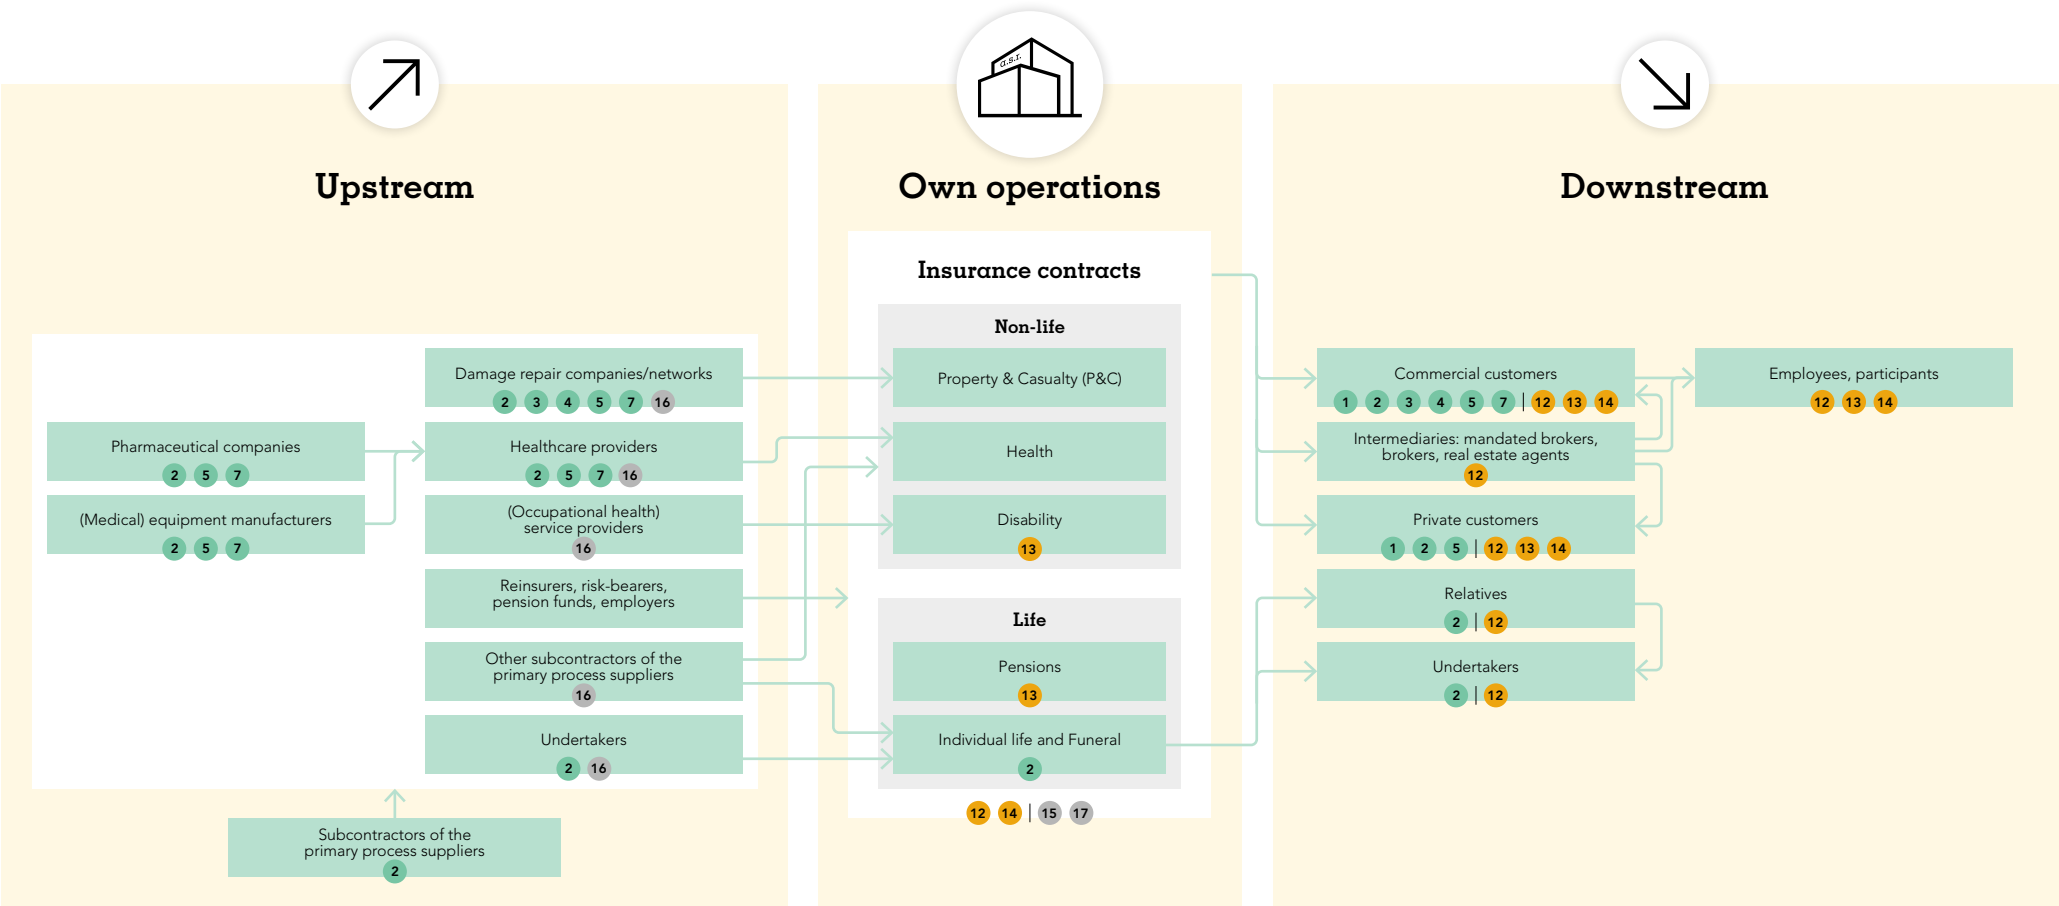 a.s.r.
Upstream
Own operations
Downstream
Damage repair companies/networks
2 3 4 5 7 16
Pharmaceutical companies
2 5 7
Healthcare providers
2 5 7 16
(Medical) equipment manufacturers
2 5 7
(Occupational health)
service providers
16
Reinsurers, risk-bearers,
pension funds, employers
Other subcontractors of the
primary process suppliers
16
Undertakers
2 16
Subcontractors of the
primary process suppliers
2
Insurance contracts
Non-life
Property & Casualty (P&C)
Health
Disability
13
Life
Pensions
13
Individual life and Funeral
2
12 14 | 15 17
Commercial customers
1 2 3 4 5 7 | 12 13 14
Employees, participants
12 13 14
Intermediaries: mandated brokers,
brokers, real estate agents
12
Private customers
1 2 5 | 12 13 14
Relatives
2 | 12
Undertakers
2 | 12